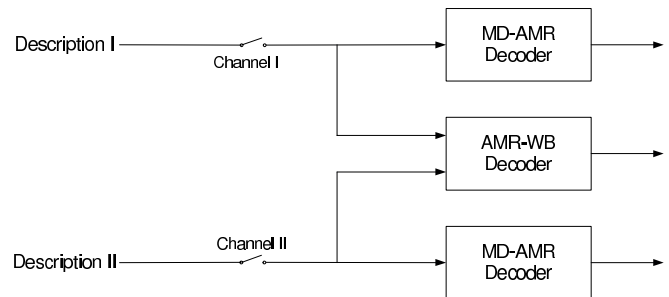 Description I
Channel I
MD-AMR
Decoder
AMR-WB
Decoder
Description II
Channel II
MD-AMR
Decoder